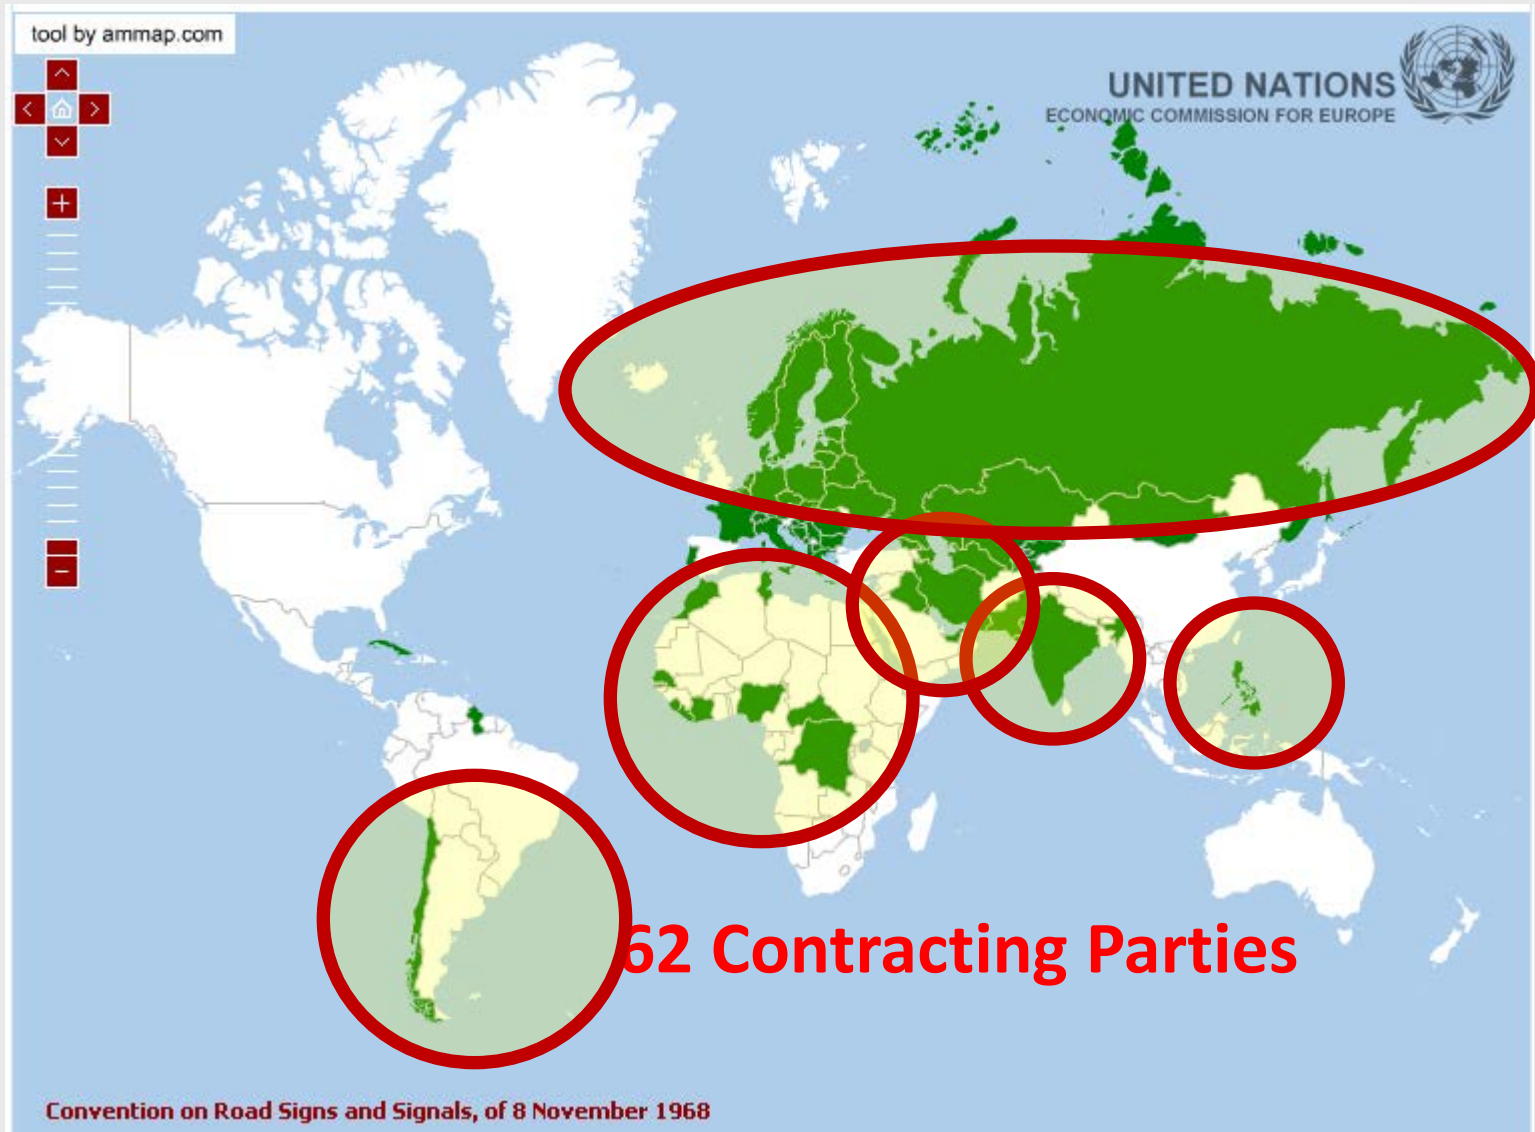 tool by ammap.com
UNITED NATIONS
ECONOMIC COMMISSION FOR EUROPE
62 Contracting Parties
Convention on Road Signs and Signals, of 8 November 1968